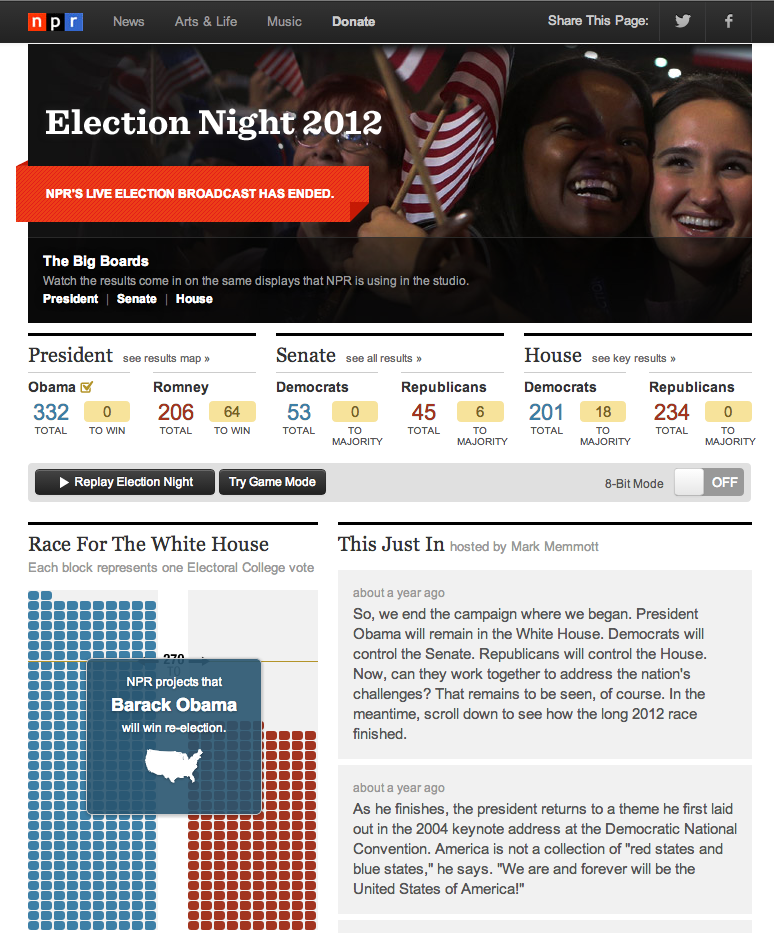 npr News Arts & Life Music Donate Share This Page:
Election Night 2012
NPR'S LIVE ELECTION BROADCAST HAS ENDED.
The Big Boards
Watch the results come in on the same displays that NPR is using in the studio.
President | Senate | House
President see results map »
Obama Romney
332 0 206 64
TOTAL TO WIN TOTAL TO WIN
Senate see all results »
Democrats Republicans
53 0 45 6
TOTAL TO MAJORITY TOTAL TO MAJORITY
House see key results »
Democrats Republicans
201 18 234 0
TOTAL TO MAJORITY TOTAL TO MAJORITY
Replay Election Night Try Game Mode 8-Bit Mode OFF
Race For The White House
Each block represents one Electoral College vote
270
NPR projects that
Barack Obama
will win re-election.
This Just In hosted by Mark Memmott
about a year ago
So, we end the campaign where we began. President
Obama will remain in the White House. Democrats will
control the Senate. Republicans will control the House.
Now, can they work together to address the nation's
challenges? That remains to be seen, of course. In the
meantime, scroll down to see how the long 2012 race
finished.
about a year ago
As he finishes, the president returns to a theme he first laid
out in the 2004 keynote address at the Democratic National
Convention. America is not a collection of "red states and
blue states," he says. "We are and forever will be the
United States of America!"